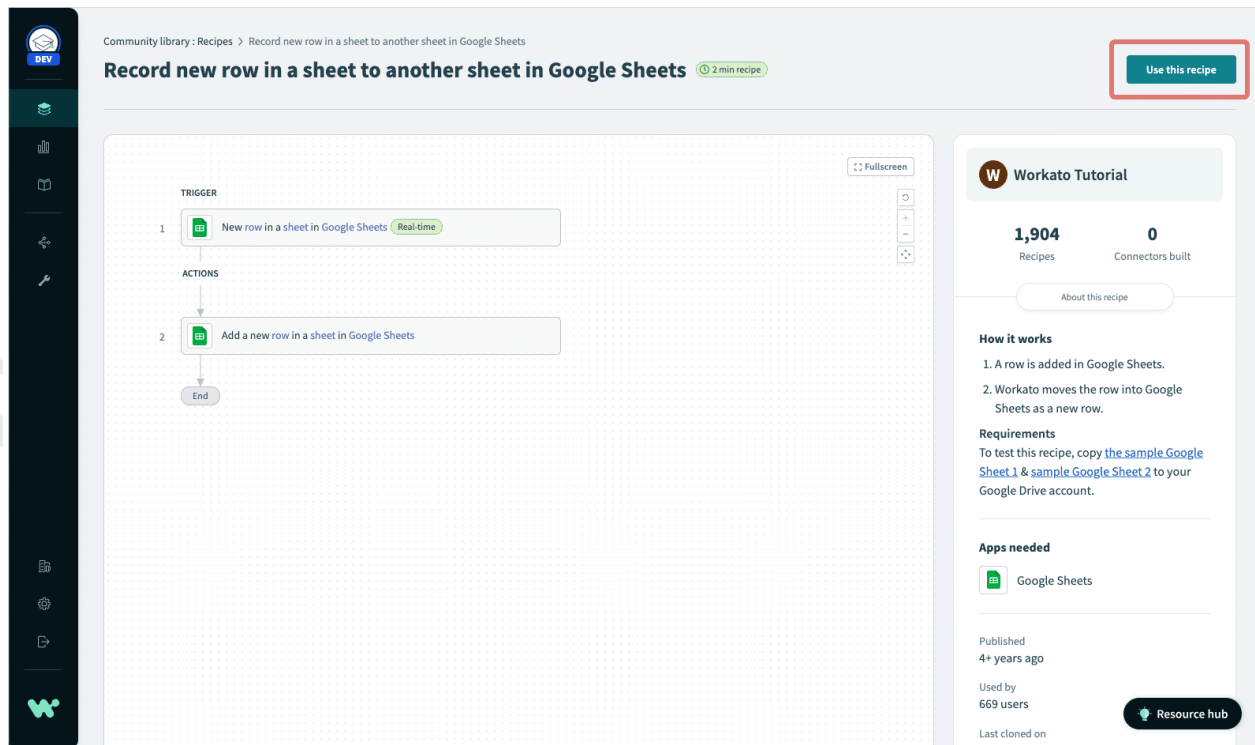 DEV
Community library : Recipes > Record new row in a sheet to another sheet in Google Sheets
Record new row in a sheet to another sheet in Google Sheets
2 min recipe
Use this recipe
Fullscreen
TRIGGER
1
New row in a sheet in Google Sheets
Real-time
ACTIONS
2
Add a new row in a sheet in Google Sheets
End
W
Workato Tutorial
1,904
0
Recipes
Connectors built
About this recipe
How it works
1. A row is added in Google Sheets.
2. Workato moves the row into Google
Sheets as a new row.
Requirements
To test this recipe, copy the sample Google
Sheet 1 & sample Google Sheet 2 to your
Google Drive account.
Apps needed
Google Sheets
Published
4+ years ago
Used by
669 users
Last cloned on
Resource hub